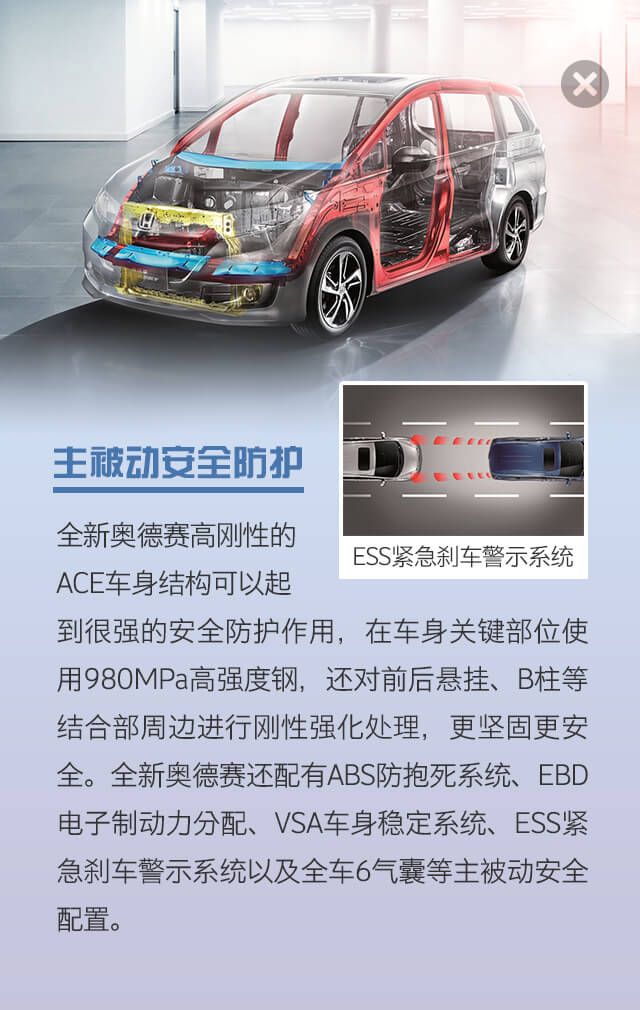 主被动安全防护
ESS紧急刹车警示系统
全新奥德赛高刚性的
ACE车身结构可以起
到很强的安全防护作用，在车身关键部位使
用980MPa高强度钢，还对前后悬挂、B柱等
结合部周边进行刚性强化处理，更坚固更安
全。全新奥德赛还配有ABS防抱死系统、EBD
电子制动力分配、VSA车身稳定系统、ESS紧
急刹车警示系统以及全车6气囊等主被动安全
配置。